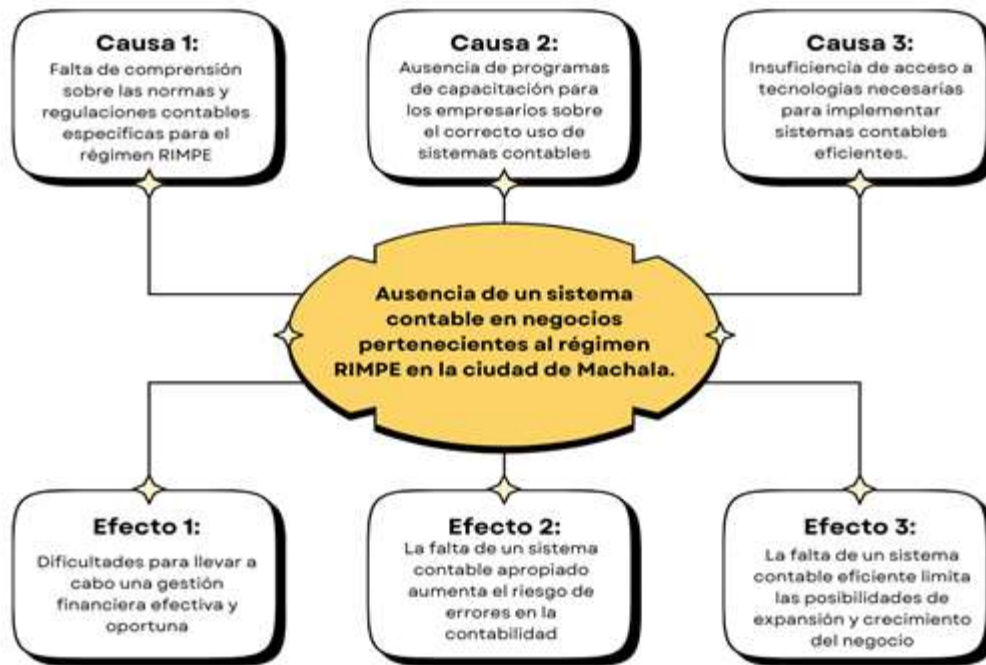 Causa 1:
Falta de comprensión
sobre las normas y
regulaciones contables
específicas para el
régimen RIMPE
Causa 2:
Ausencia de programas
de capacitación para
los empresarios sobre
el correcto uso de
sistemas contables
Causa 3:
Insuficiencia de acceso a
tecnologías necesarias
para implementar
sistemas contables
eficientes.
Ausencia de un sistema
contable en negocios
pertenecientes al régimen
RIMPE en la ciudad de Machala.
Efecto 1:
Dificultades para llevar a
cabo una gestión
financiera efectiva y
oportuna
Efecto 2:
La falta de un sistema
contable apropiado
aumenta el riesgo de
errores en la
contabilidad
Efecto 3:
La falta de un sistema
contable eficiente limita
las posibilidades de
expansión y crecimiento
del negocio